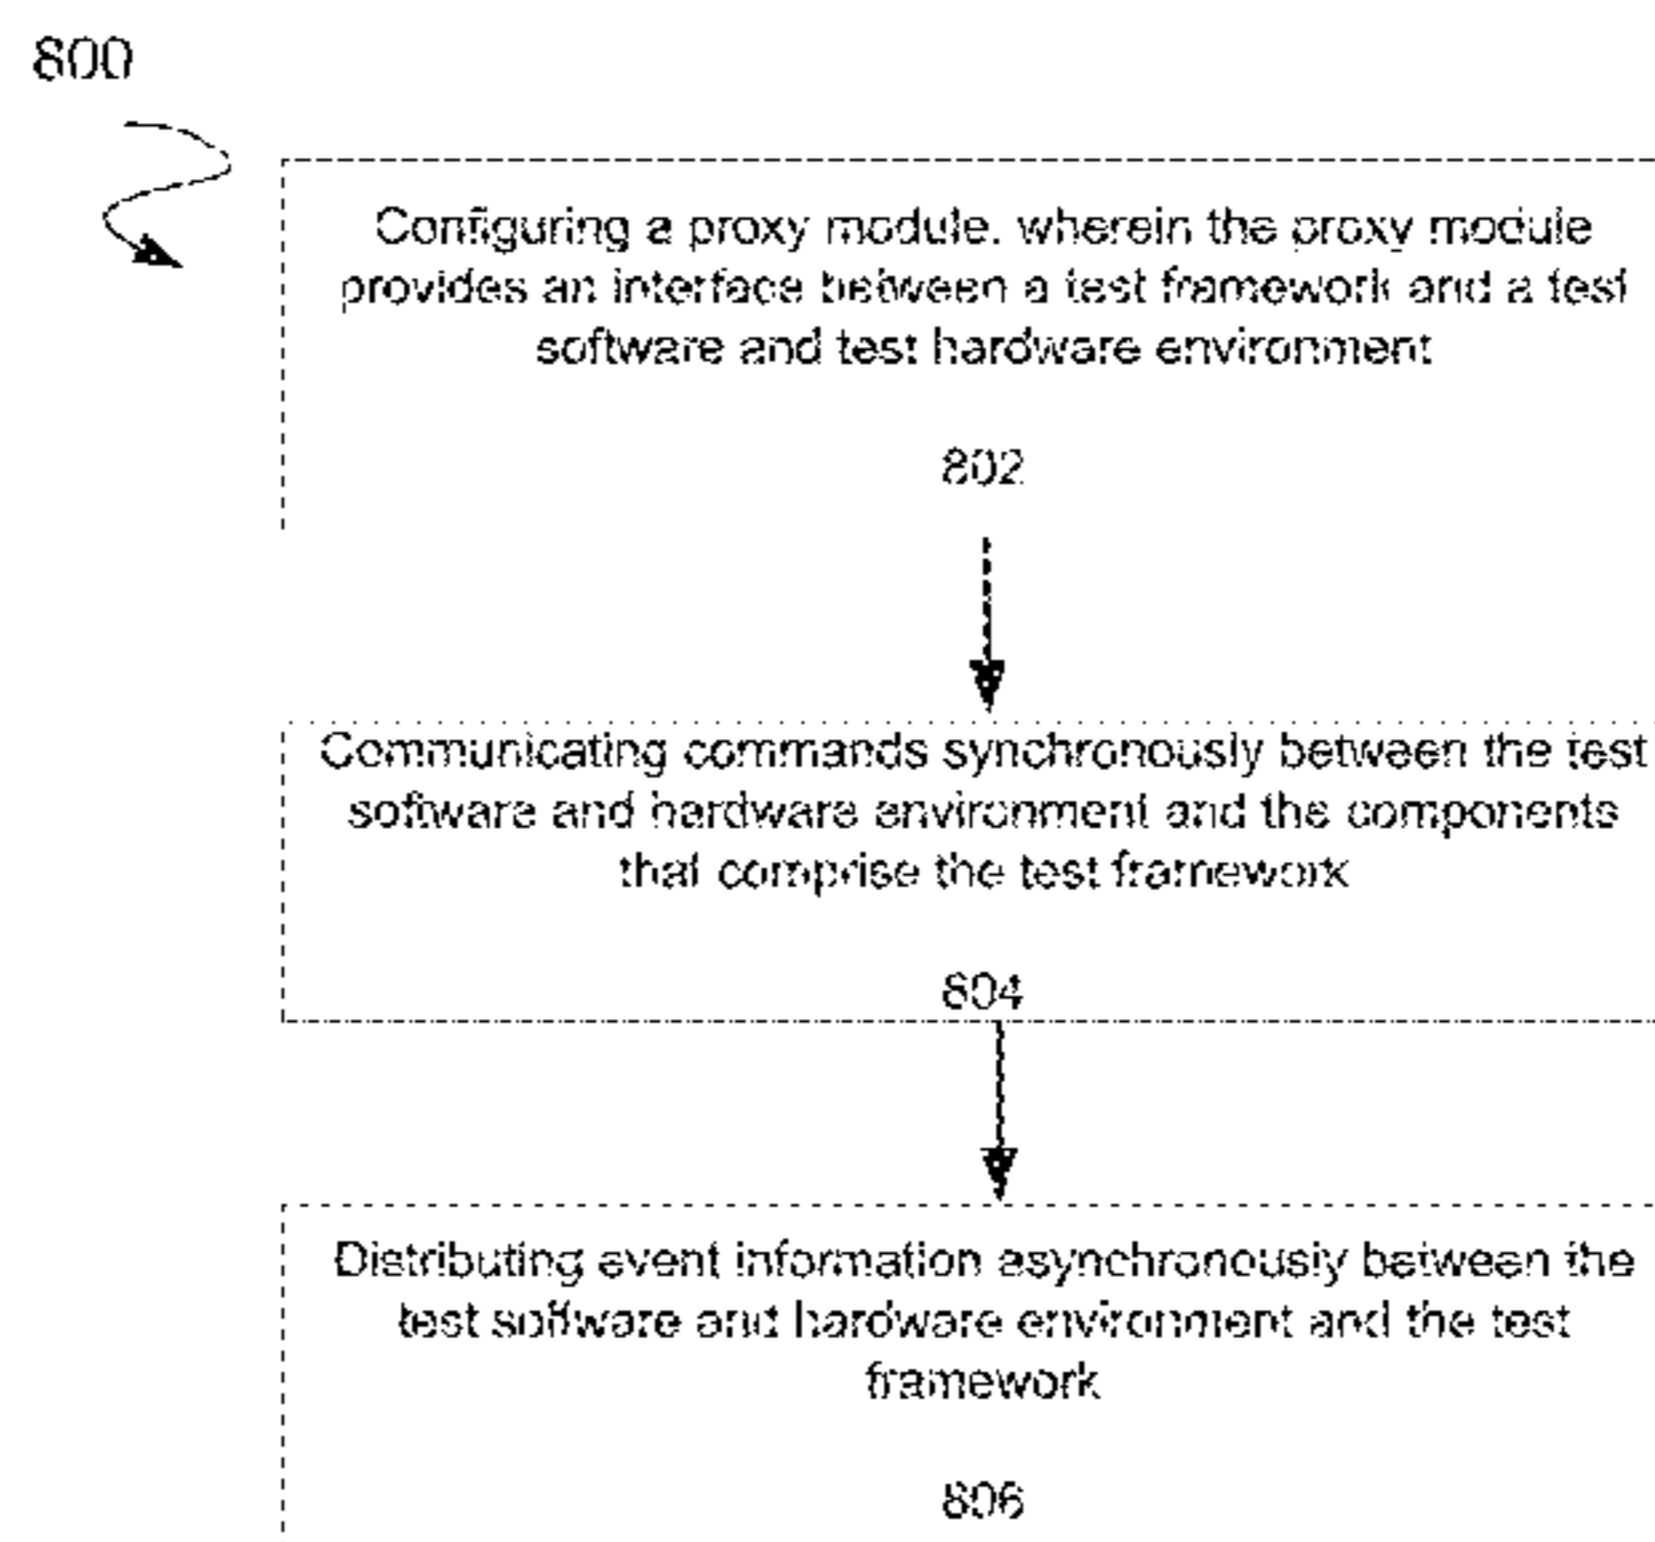 800
Configuring a proxy module, wherein the proxy module
provides an interface between a test framework and a test
software and test hardware environment
802
Communicating commands synchronously between the test
software and hardware environment and the components
that comprise the test framework
804
Distributing event information asynchronously between the
test software and hardware environment and the test
framework
806